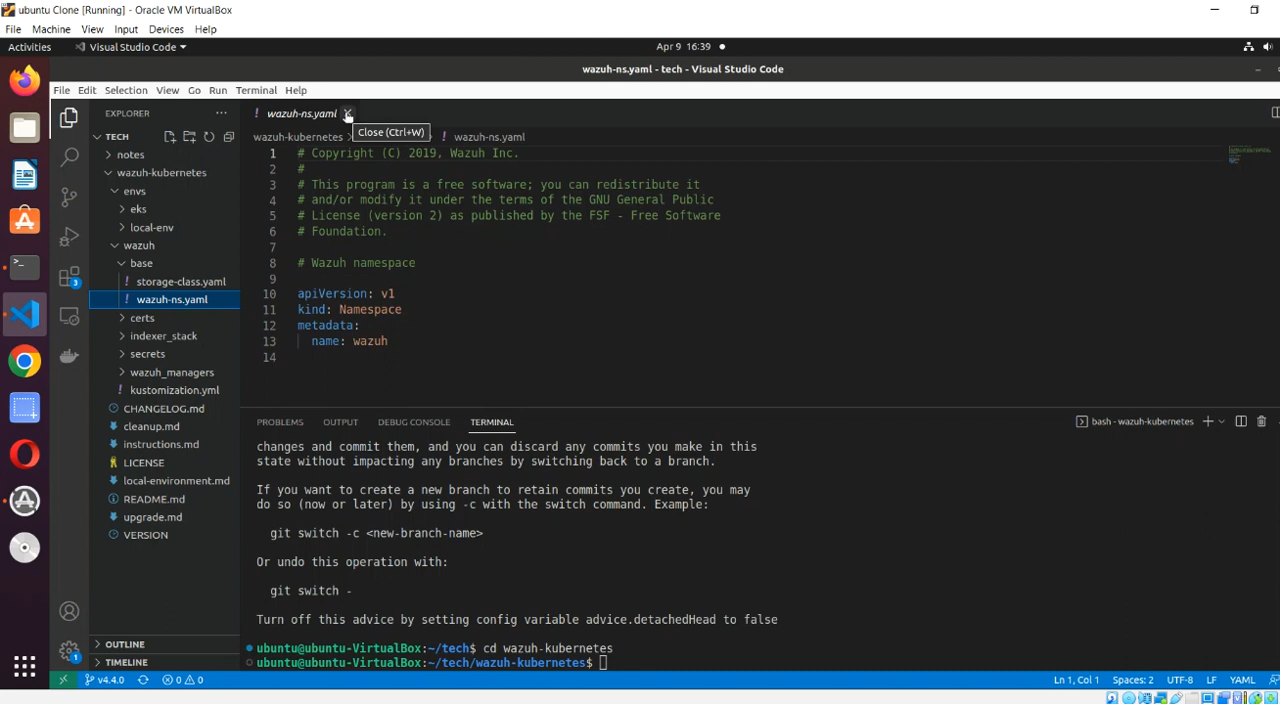 ubuntu Clone [Running] - Oracle VM VirtualBox
File Machine View Input Devices Help
Activities Visual Studio Code Apr 9 16:39
wazuh-ns.yaml - tech - Visual Studio Code
File Edit Selection View Go Run Terminal Help
EXPLORER
TECH
notes
wazuh-kubernetes
envs
eks
local-env
wazuh
base
storage-class.yaml
wazuh-ns.yaml
certs
indexer_stack
secrets
wazuh_managers
kustomization.yml
CHANGELOG.md
cleanup.md
instructions.md
LICENSE
local-environment.md
README.md
upgrade.md
VERSION
OUTLINE
TIMELINE
3
1
wazuh-ns.yaml
Close (Ctrl+W)
wazuh-kubernetes wazuh-ns.yaml
1 # Copyright (C) 2019, Wazuh Inc.
2 #
3 # This program is a free software; you can redistribute it
4 # and/or modify it under the terms of the GNU General Public
5 # License (version 2) as published by the FSF - Free Software
6 # Foundation.
7
8 # Wazuh namespace
9
10 apiVersion: v1
11 kind: Namespace
12 metadata:
13 name: wazuh
14
PROBLEMS OUTPUT DEBUG CONSOLE TERMINAL bash - wazuh-kubernetes
changes and commit them, and you can discard any commits you make in this
state without impacting any branches by switching back to a branch.
If you want to create a new branch to retain commits you create, you may
do so (now or later) by using -c with the switch command. Example:
git switch -c <new-branch-name>
Or undo this operation with:
git switch -
Turn off this advice by setting config variable advice.detachedHead to false
ubuntu@ubuntu-VirtualBox:~/tech$ cd wazuh-kubernetes
ubuntu@ubuntu-VirtualBox:~/tech/wazuh-kubernetes$
v4.4.0 0 0 Ln 1, Col 1 Spaces: 2 UTF-8 LF YAML